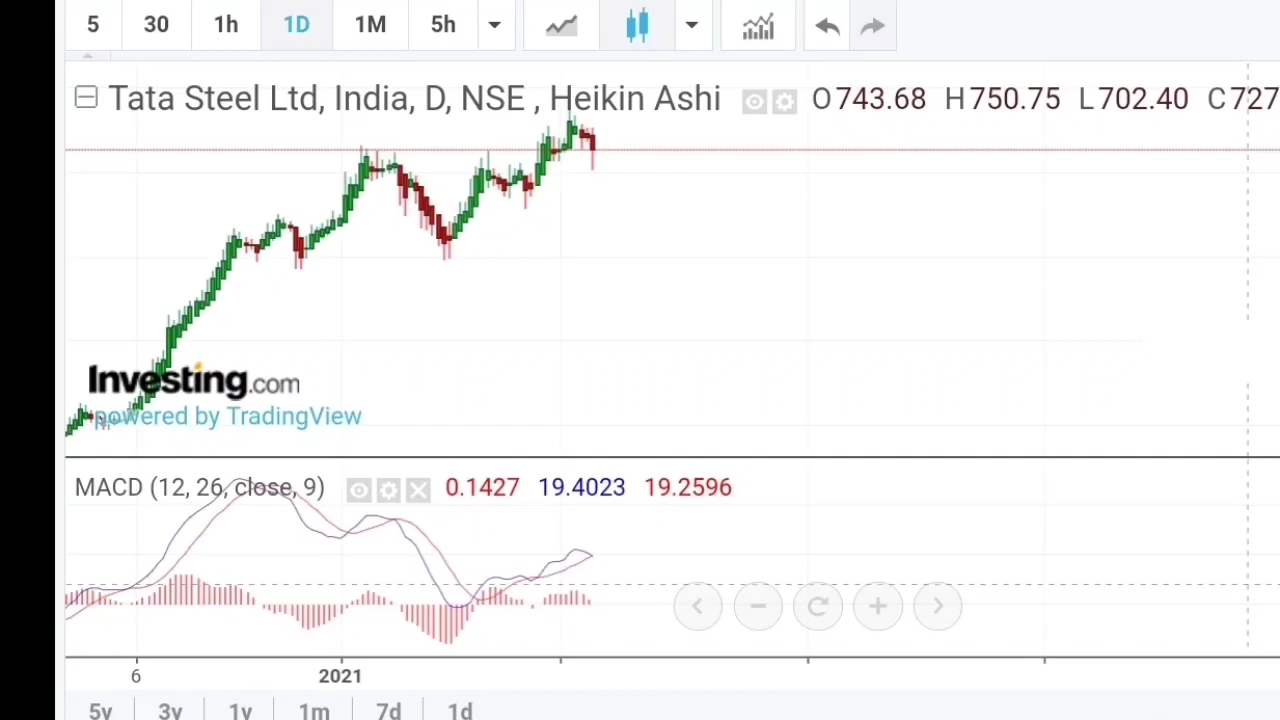 5 30 1h 1D 1M 5h
Tata Steel Ltd, India, D, NSE , Heikin Ashi O743.68 H750.75 L702.40 C727
Investing.com
powered by TradingView
MACD (12, 26, close, 9) 0.1427 19.4023 19.2596
6 2021
5y 3y 1y 1m 7d 1d